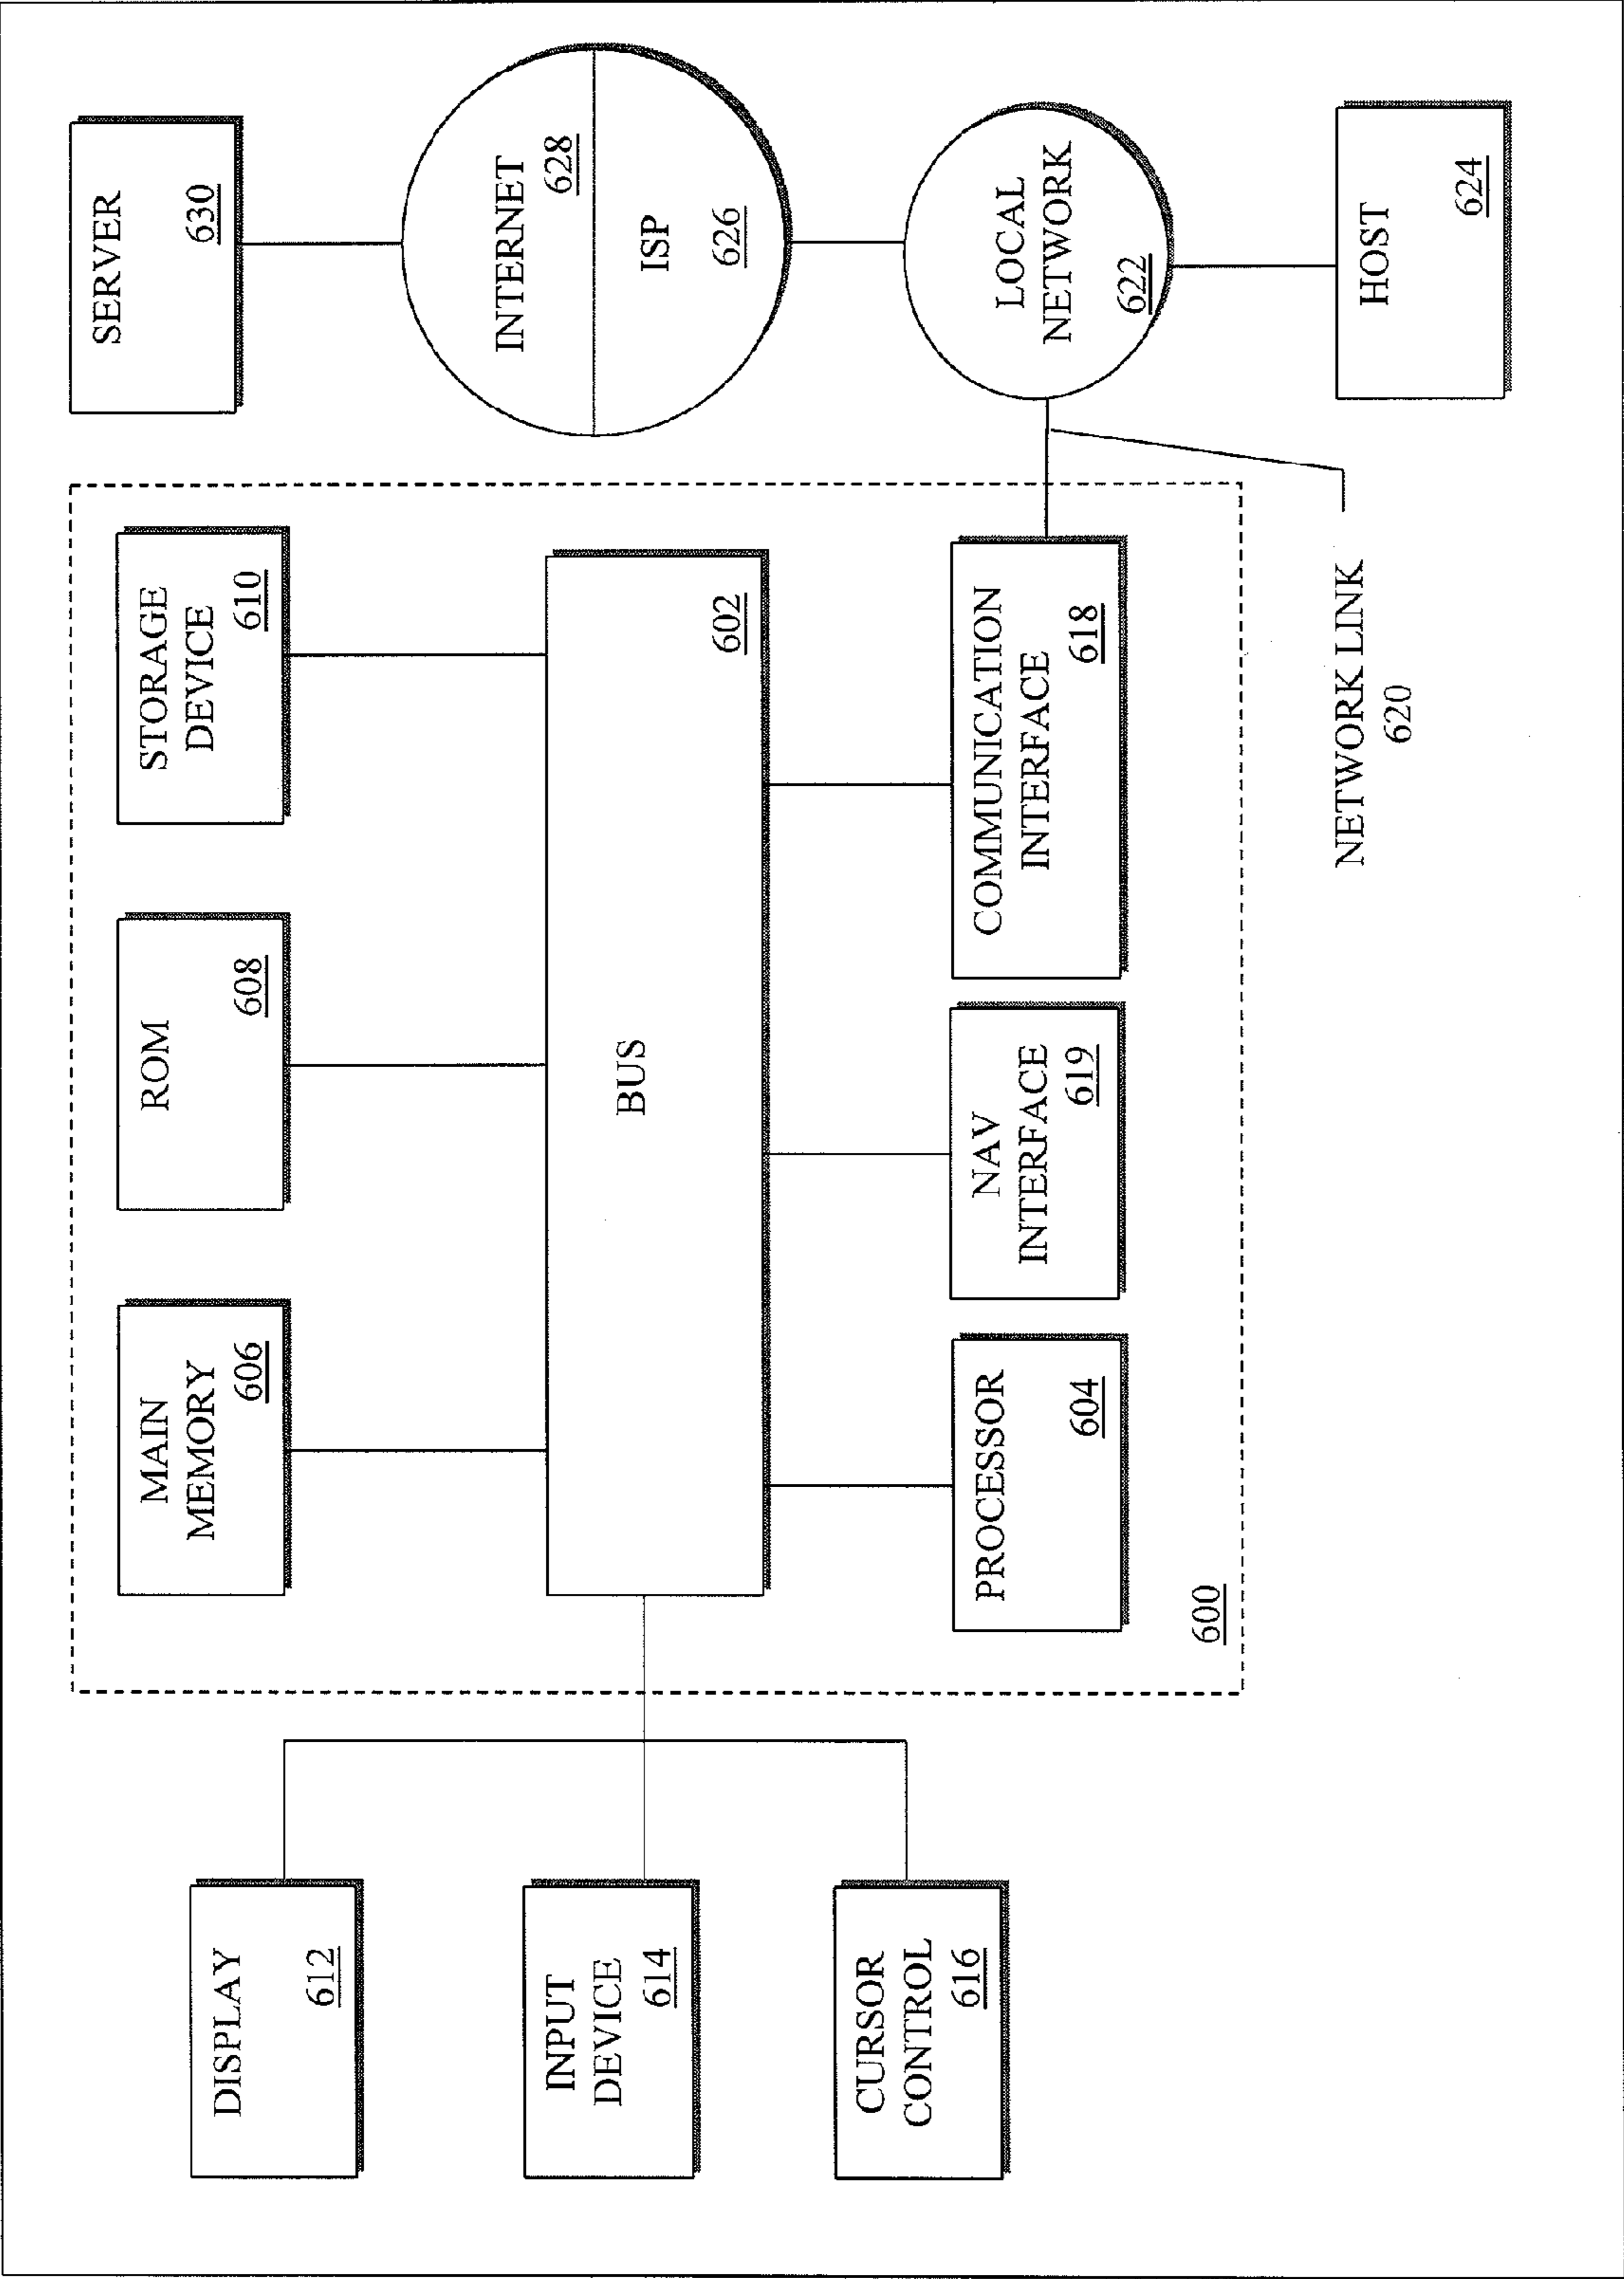 DISPLAY
612
INPUT
DEVICE
614
CURSOR
CONTROL
616
MAIN
MEMORY
606
ROM
608
STORAGE
DEVICE
610
BUS
602
PROCESSOR
604
NAV
INTERFACE
619
COMMUNICATION
INTERFACE
618
600
SERVER
630
INTERNET
628
ISP
626
LOCAL
NETWORK
622
HOST
624
NETWORK LINK
620